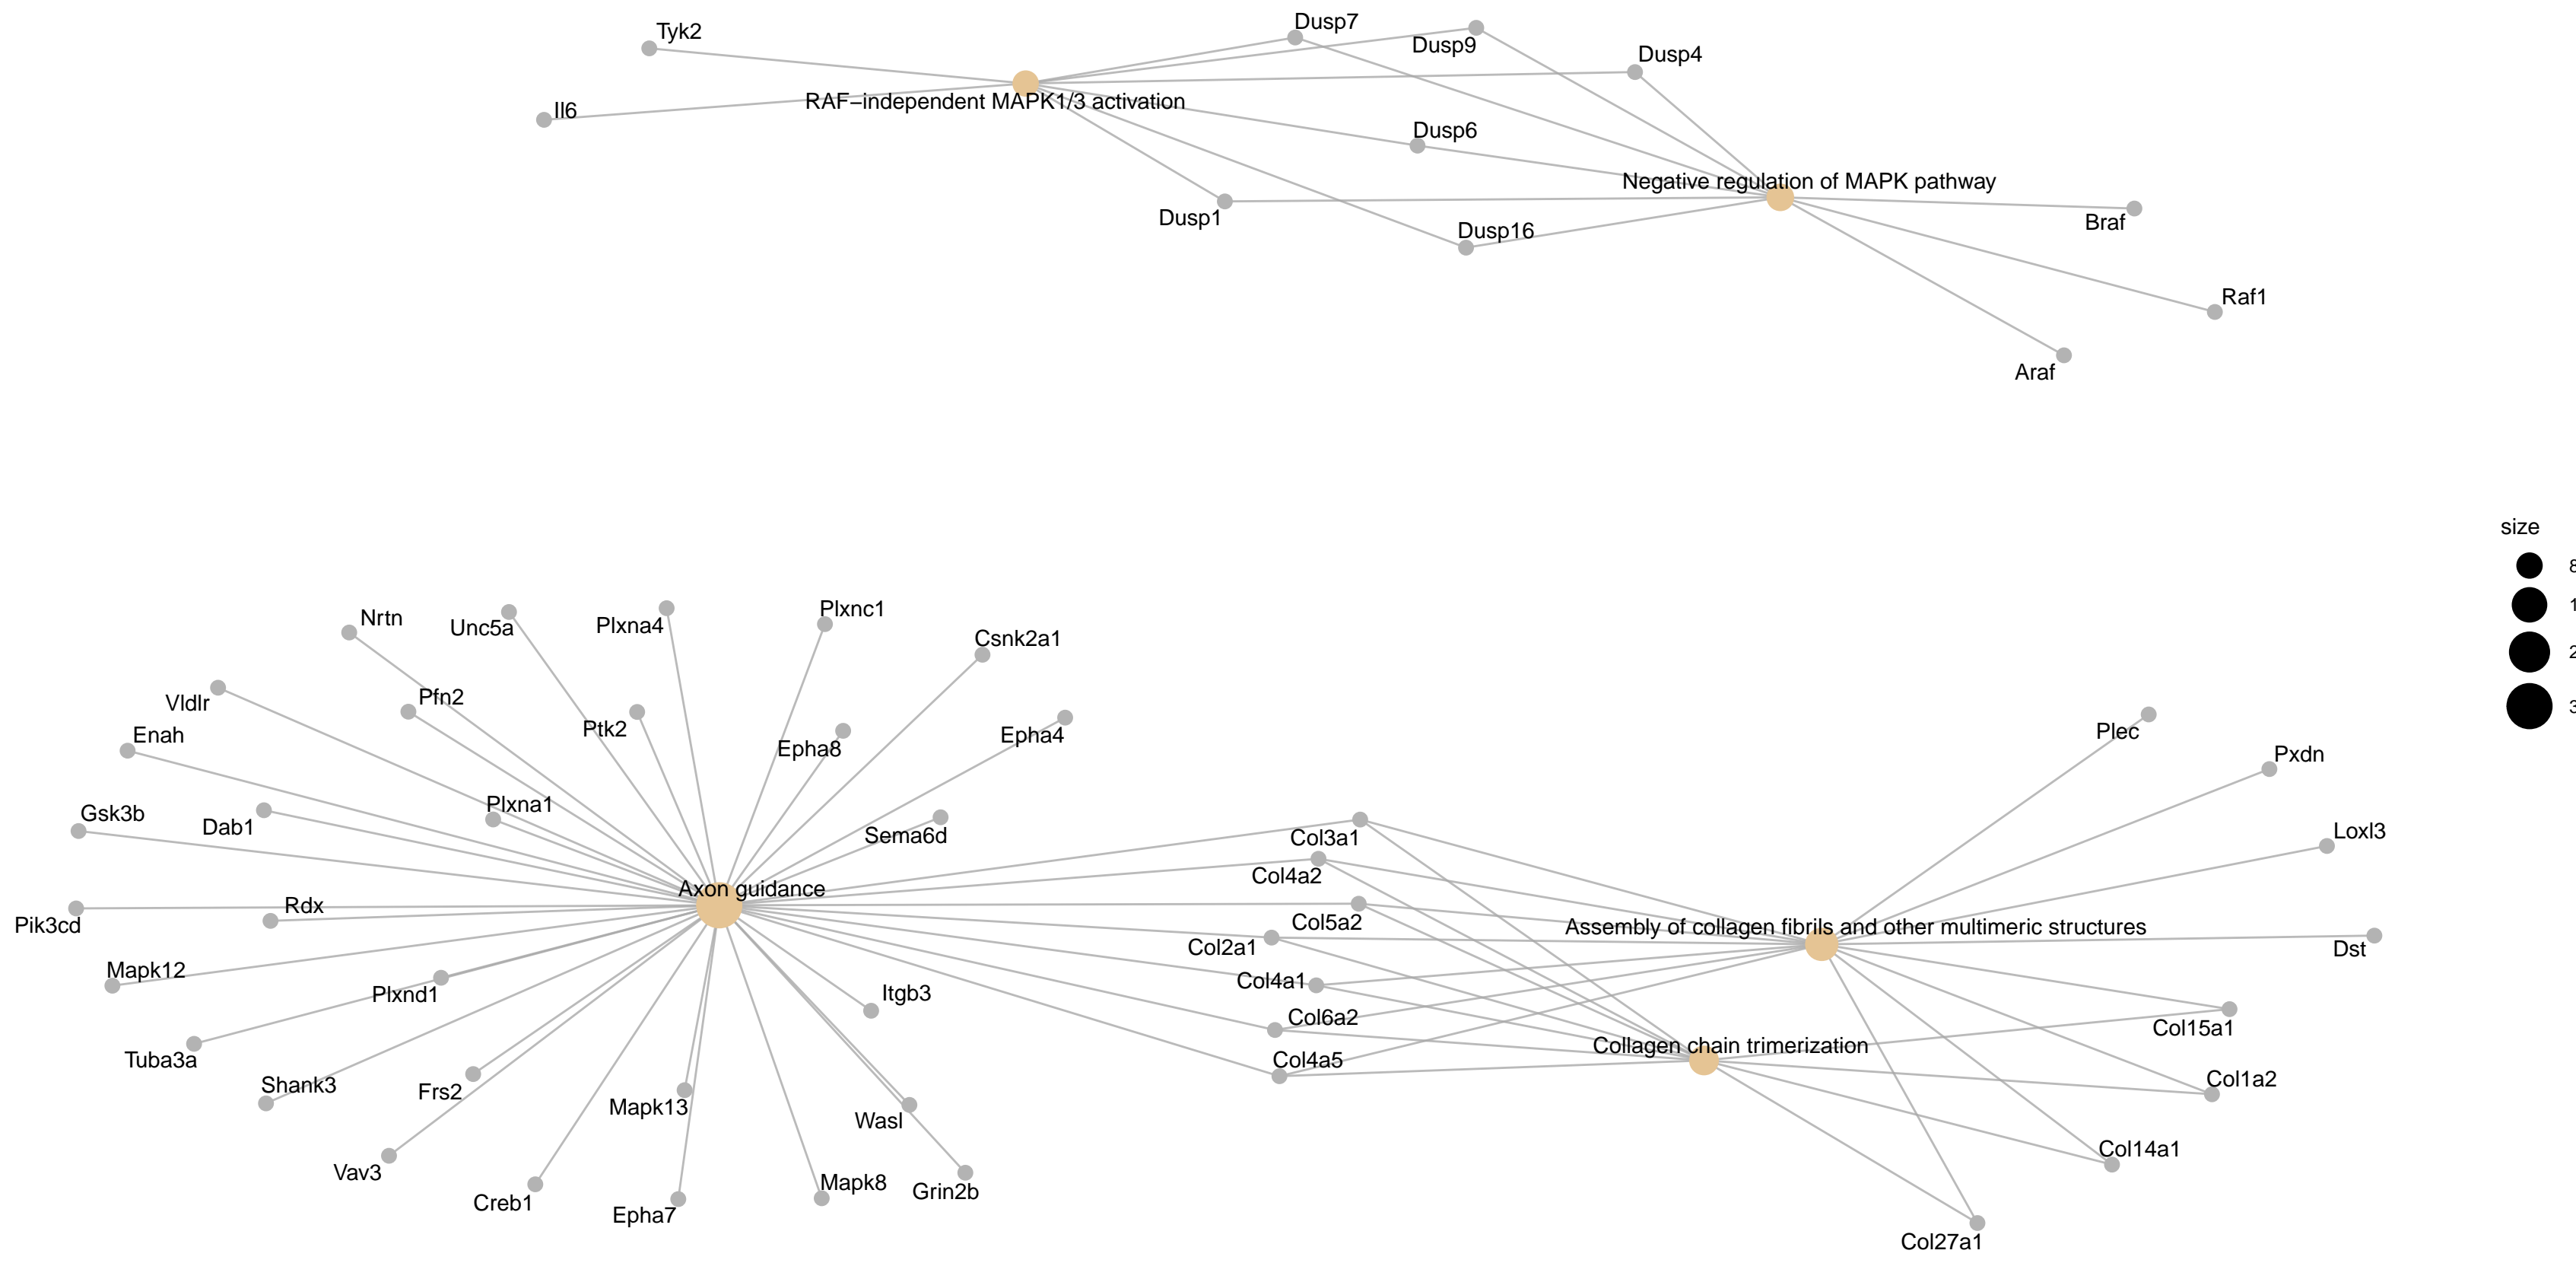 Tyk2
Dusp7
Dusp9
Dusp4
RAF−independent MAPK1/3 activation
Il6
Dusp6
Negative regulation of MAPK pathway
Dusp1
Dusp16
Braf
Raf1
Araf
size
8
Nrtn
Unc5a
Plxna4
Plxnc1
Csnk2a1
Vldlr
Pfn2
Ptk2
Epha8
Epha4
Enah
Plec
Pxdn
Gsk3b
Dab1
Plxna1
Sema6d
Col3a1
Loxl3
Col4a2
Axon guidance
Pik3cd
Rdx
Col5a2
Assembly of collagen fibrils and other multimeric structures
Col2a1
Dst
Mapk12
Plxnd1
Itgb3
Col4a1
Col6a2
Col15a1
Tuba3a
Col4a5
Collagen chain trimerization
Shank3
Frs2
Mapk13
Wasl
Col1a2
Vav3
Creb1
Epha7
Mapk8
Grin2b
Col14a1
Col27a1